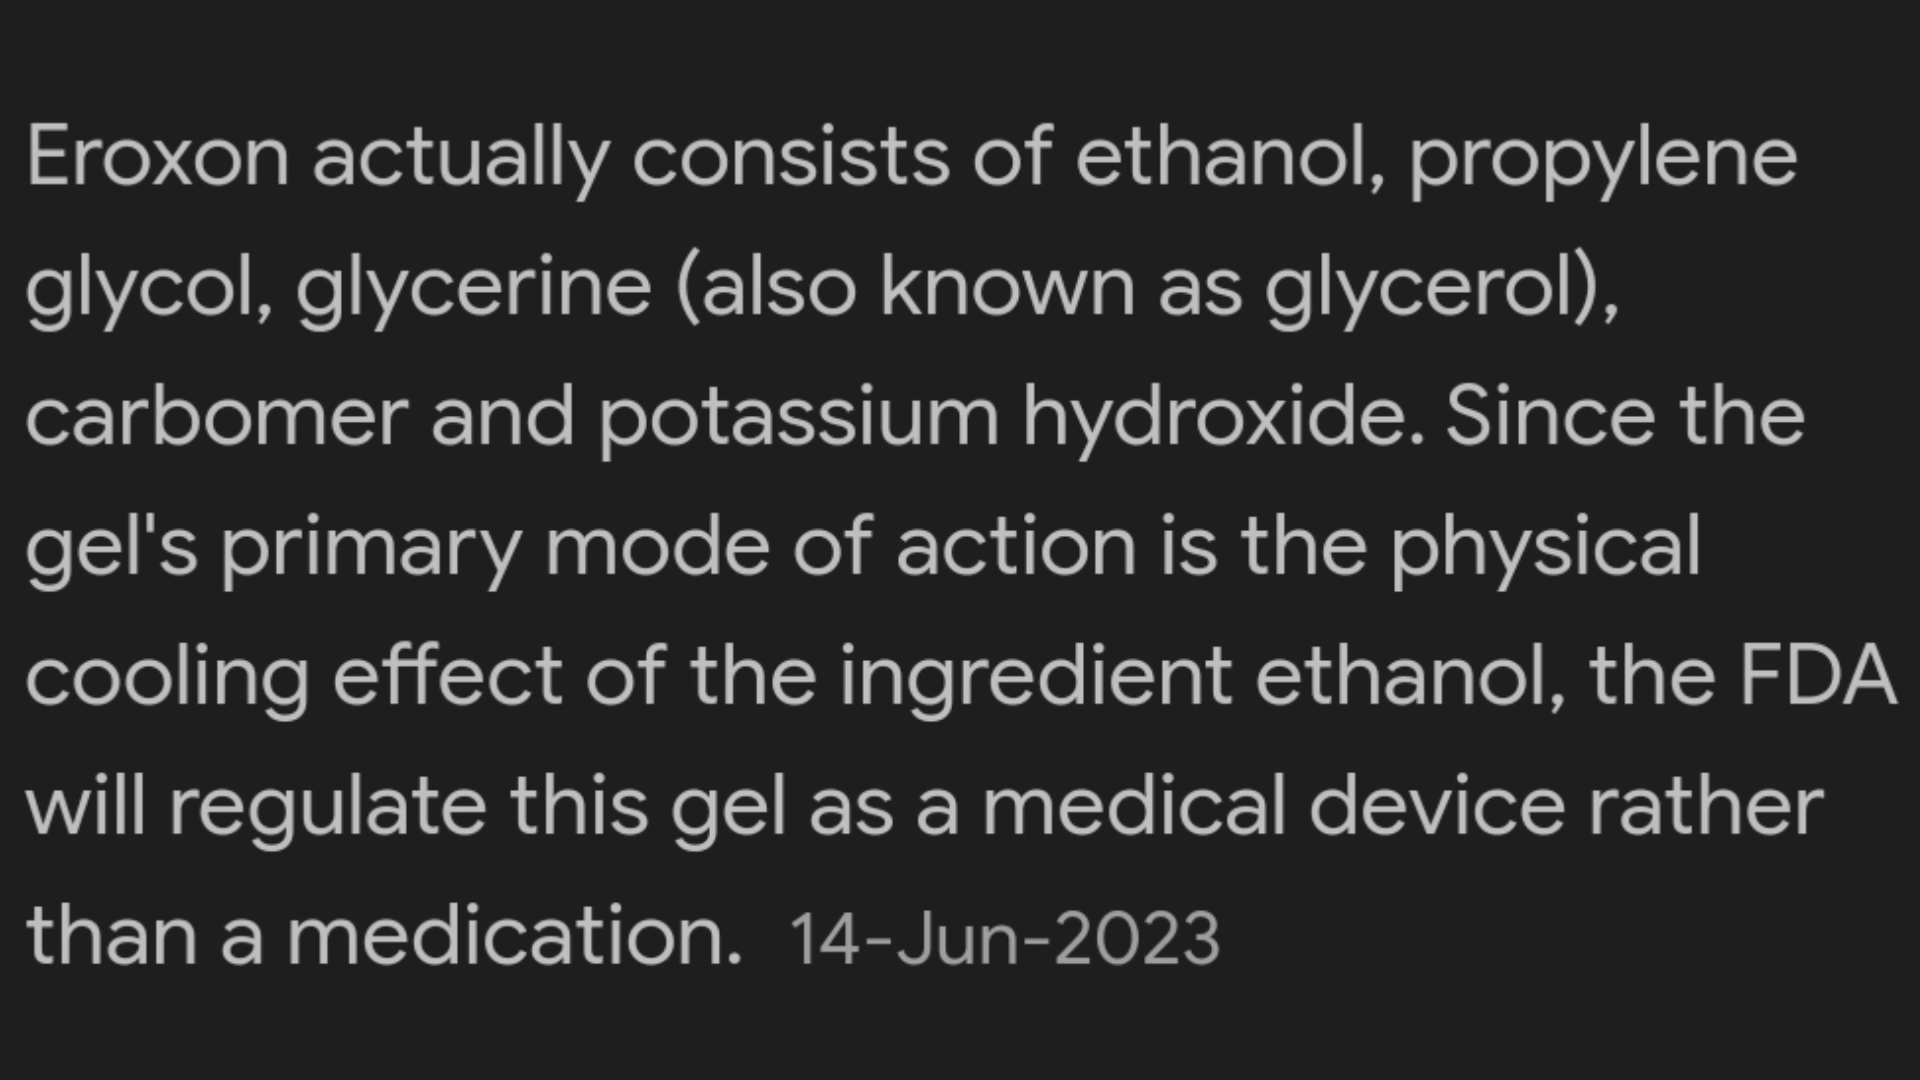 Eroxon actually consists of ethanol, propylene
glycol, glycerine (also known as glycerol),
carbomer and potassium hydroxide. Since the
gel's primary mode of action is the physical
cooling effect of the ingredient ethanol, the FDA
will regulate this gel as a medical device rather
than a medication. 14-Jun-2023